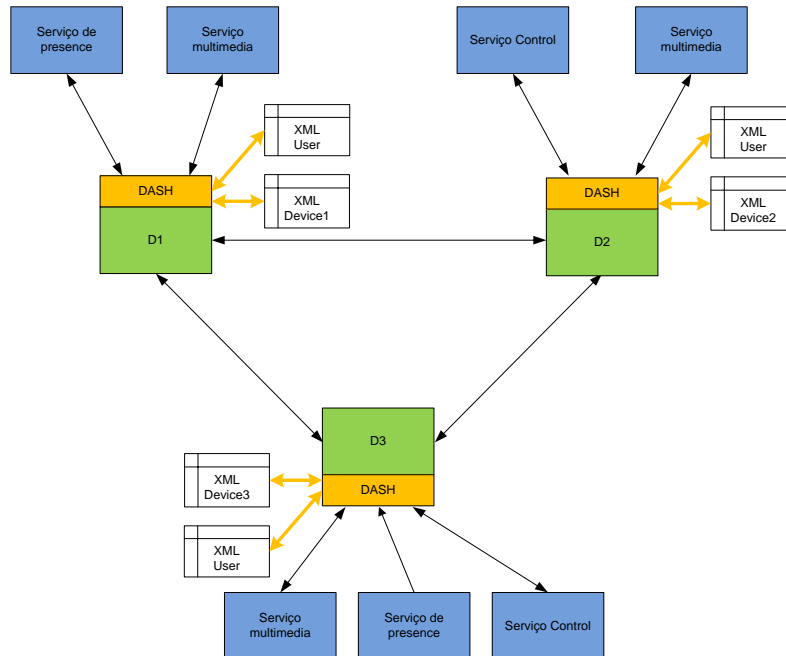 Serviço de
presence
Serviço
multimedia
Serviço Control
Serviço
multimedia
XML
User
XML
User
DASH
XML
Device1
DASH
XML
Device2
D1
D2
D3
XML
Device3
DASH
XML
User
Serviço
multimedia
Serviço de
presence
Serviço Control